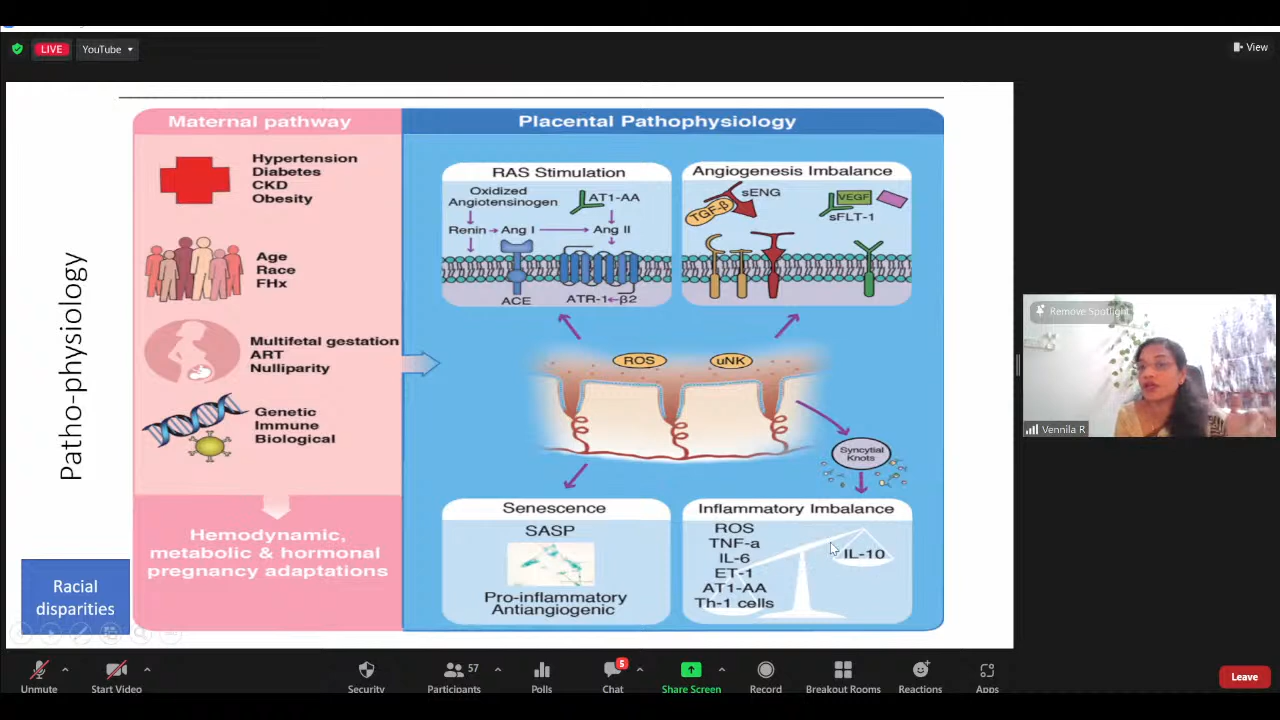 LIVE
YouTube
View
Patho-physiology
Maternal pathway
Hypertension
Diabetes
CKD
Obesity
Age
Race
FHx
Multifetal gestation
ART
Nulliparity
Genetic
Immune
Biological
Hemodynamic,
metabolic & hormonal
pregnancy adaptations
Racial
disparities
Placental Pathophysiology
RAS Stimulation
Oxidized
Angiotensinogen
AT1-AA
Renin
Ang I
Ang II
ACE
ATR-1
β2
Angiogenesis Imbalance
sENG
TGF-β
VEGF
sFLT-1
ROS
uNK
Syncytial
Knots
Senescence
SASP
Pro-inflammatory
Antiangiogenic
Inflammatory Imbalance
ROS
TNF-a
IL-6
ET-1
AT1-AA
Th-1 cells
IL-10
Remove Spotlight
Vennila R
Unmute
Start Video
Security
57
Participants
Polls
5
Chat
Share Screen
Record
Breakout Rooms
Reactions
Apps
Leave